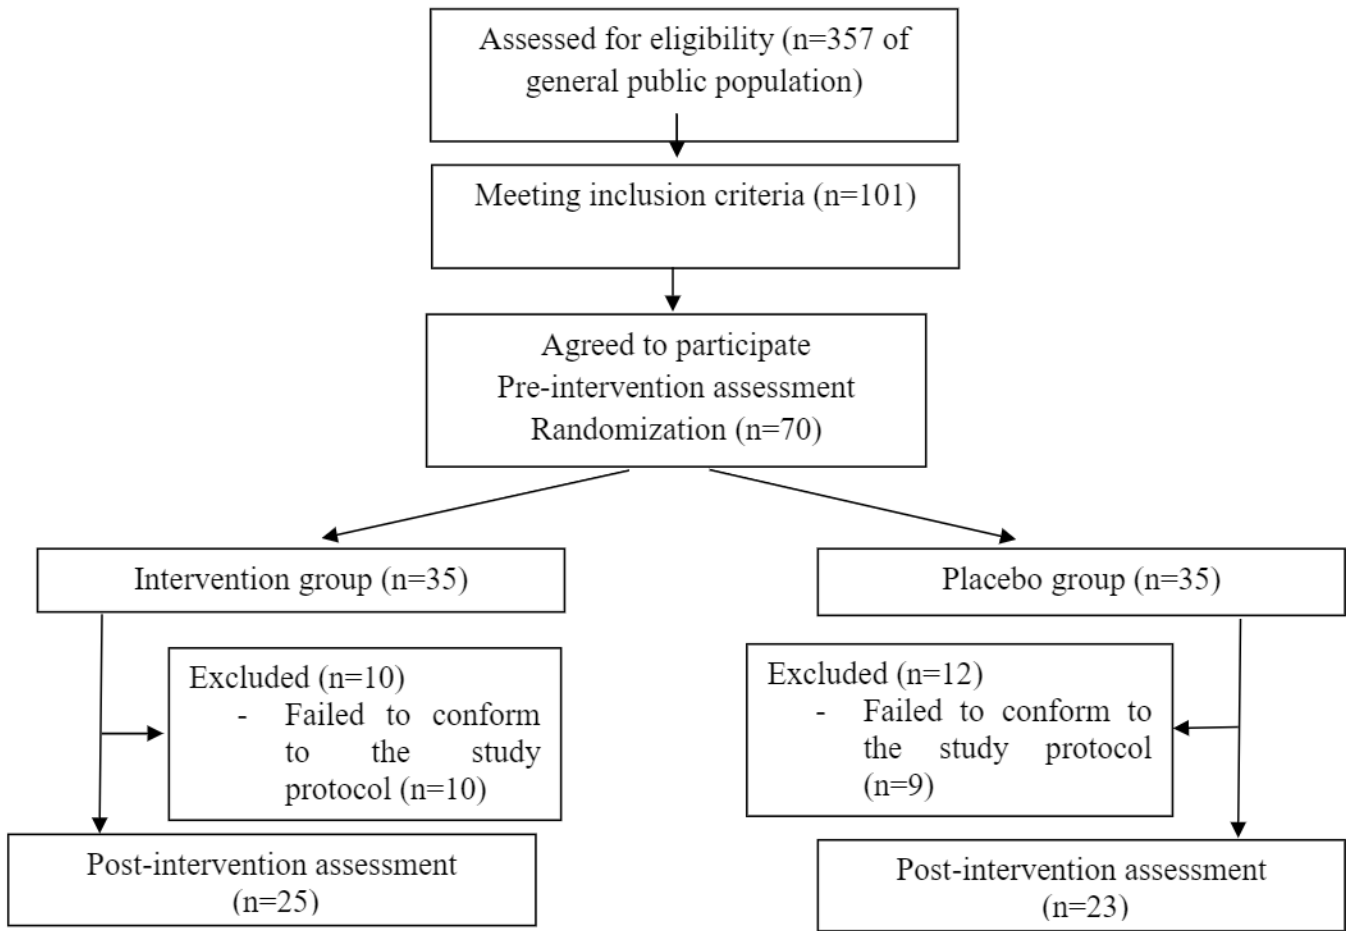 Assessed for eligibility (n=357 of
general public population)
Meeting inclusion criteria (n=101)
Agreed to participate
Pre-intervention assessment
Randomization (n=70)
Intervention group (n=35)
Placebo group (n=35)
Excluded (n=10)
- Failed to conform
to the study
protocol (n=10)
Excluded (n=12)
- Failed to conform to
the study protocol
(n=9)
Post-intervention assessment
(n=25)
Post-intervention assessment
(n=23)